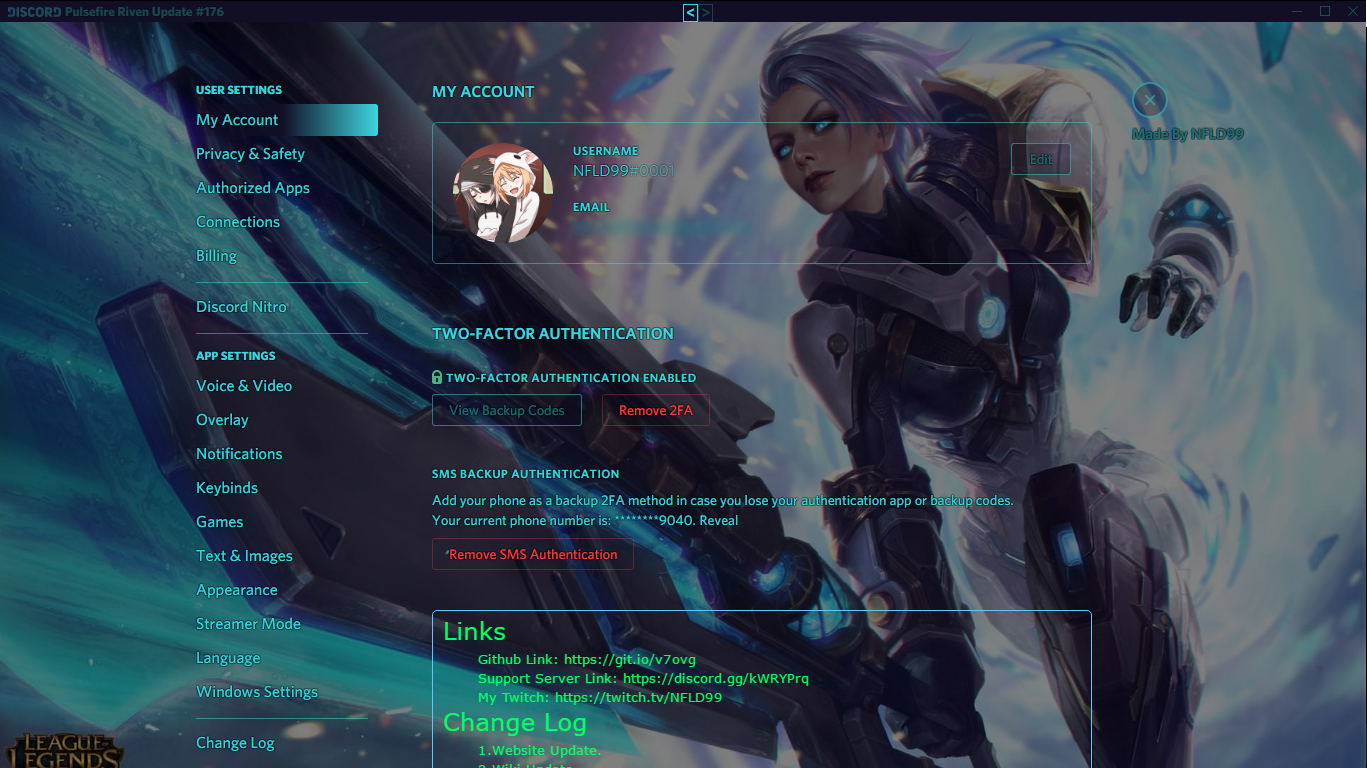 DISCORD Pulsefire Riven Update #176
< >
USER SETTINGS
My Account
Privacy & Safety
Authorized Apps
Connections
Billing
Discord Nitro
APP SETTINGS
Voice & Video
Overlay
Notifications
Keybinds
Games
Text & Images
Appearance
Streamer Mode
Language
Windows Settings
Change Log
LEAGUE OF
LEGENDS
MY ACCOUNT
USERNAME
NFLD99#0001
Edit
EMAIL
Made By NFLD99
TWO-FACTOR AUTHENTICATION
TWO-FACTOR AUTHENTICATION ENABLED
View Backup Codes Remove 2FA
SMS BACKUP AUTHENTICATION
Add your phone as a backup 2FA method in case you lose your authentication app or backup codes.
Your current phone number is: ********9040. Reveal
Remove SMS Authentication
Links
Github Link: https://git.io/v7ovg
Support Server Link: https://discord.gg/kWRYPrq
My Twitch: https://twitch.tv/NFLD99
Change Log
1.Website Update.
2.Wiki Update